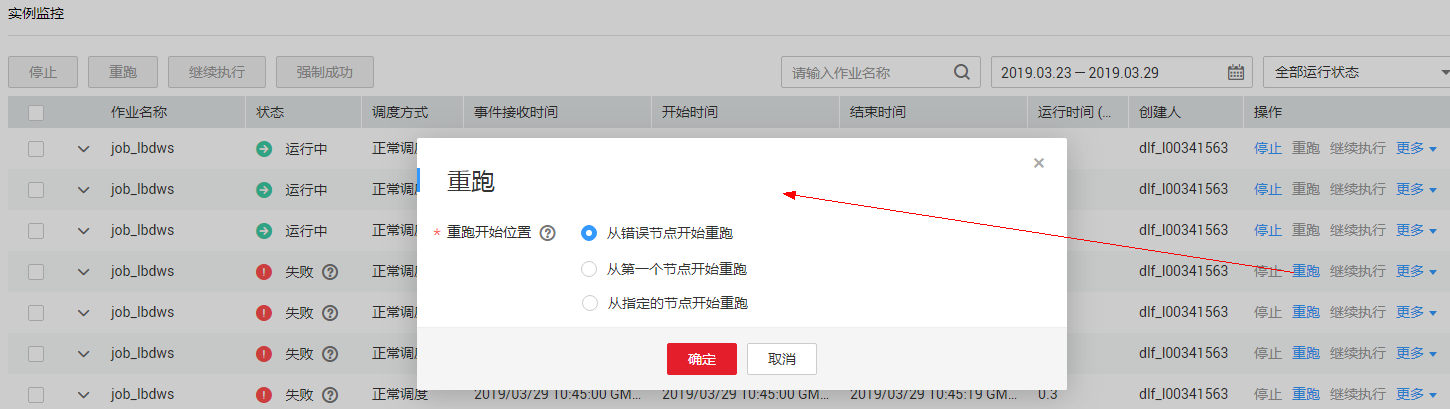 实例监控
停止 重跑 继续执行 强制成功 请输入作业名称 2019.03.23 — 2019.03.29 全部运行状态
作业名称 状态 调度方式 事件接收时间 开始时间 结束时间 运行时间 (... 创建人 操作
job_lbdws 运行中 正常调度 dlf_l00341563 停止 重跑 继续执行 更多
job_lbdws 运行中 正常调度 dlf_l00341563 停止 重跑 继续执行 更多
job_lbdws 运行中 正常调度 dlf_l00341563 停止 重跑 继续执行 更多
job_lbdws 失败 ? 正常调度 dlf_l00341563 停止 重跑 继续执行 更多
job_lbdws 失败 ? 正常调度 dlf_l00341563 停止 重跑 继续执行 更多
job_lbdws 失败 ? 正常调度 dlf_l00341563 停止 重跑 继续执行 更多
job_lbdws 失败 ? 正常调度 2019/03/29 10:45:00 GM... 2019/03/29 10:45:00 GM... 2019/03/29 10:45:19 GM... 0.3 dlf_l00341563 停止 重跑 继续执行 更多
重跑
* 重跑开始位置 ? 从错误节点开始重跑
从第一个节点开始重跑
从指定的节点开始重跑
确定 取消